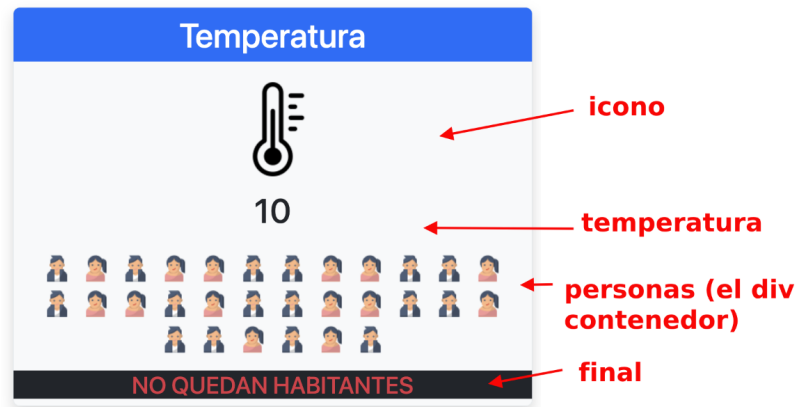 Temperatura
icono
10
temperatura
personas (el div
contenedor)
final
NO QUEDAN HABITANTES